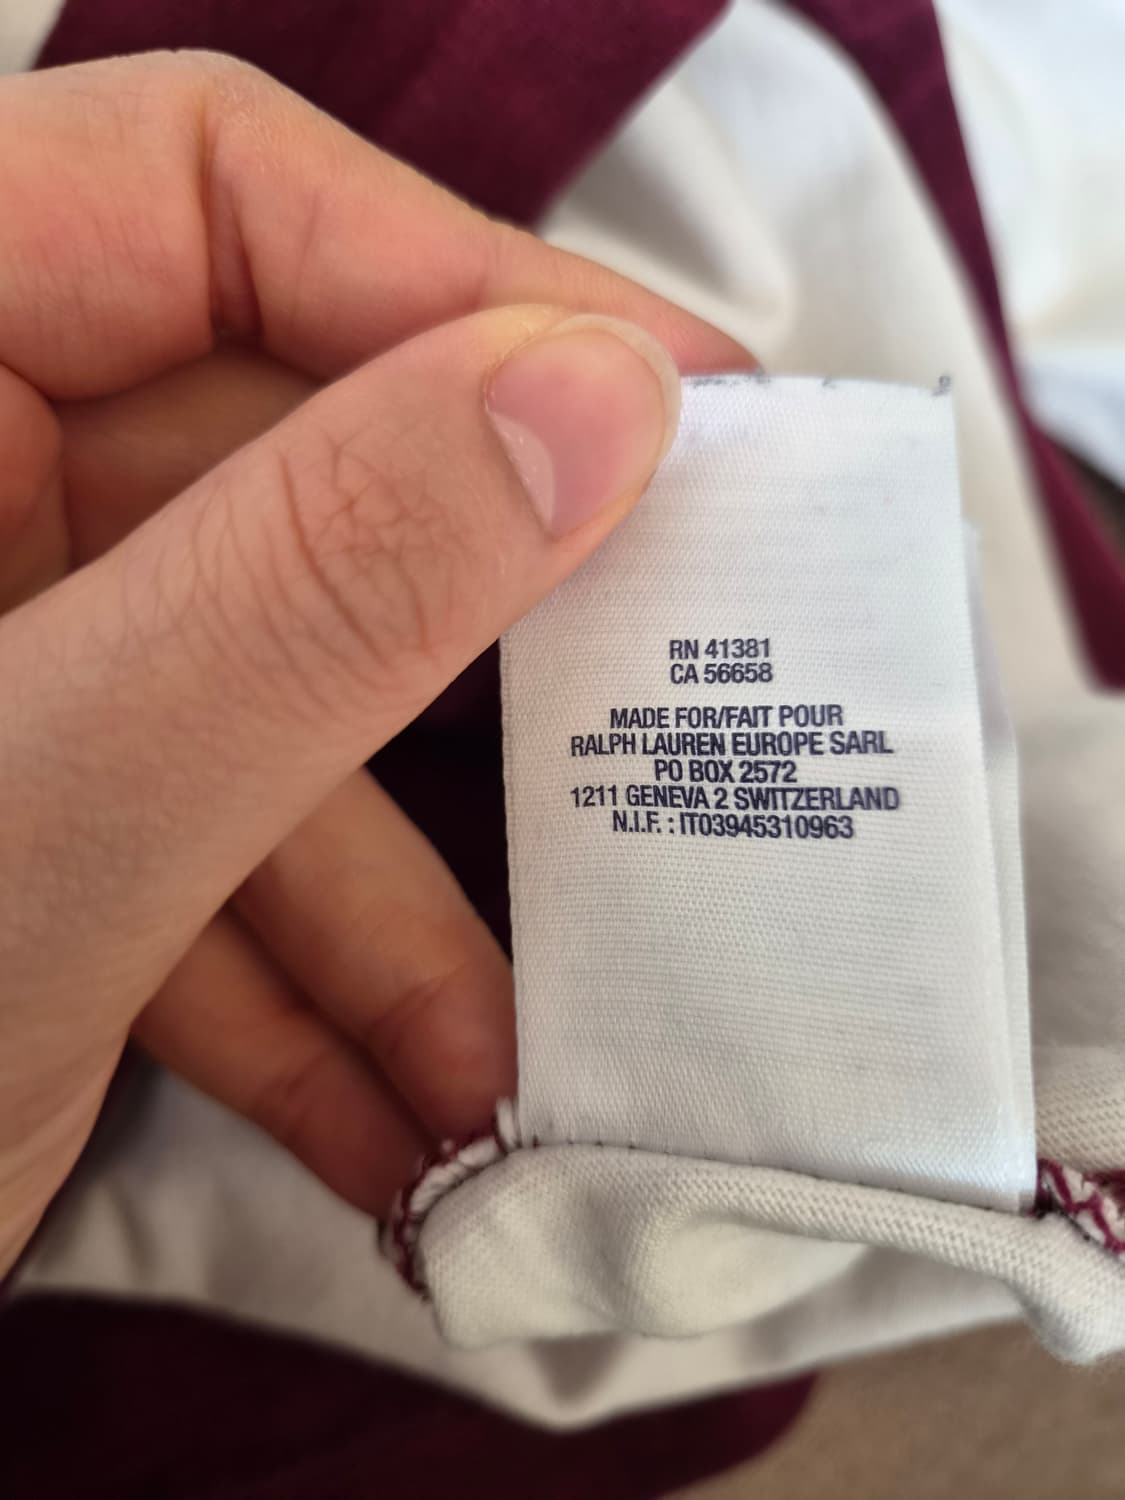 RN 41381
CA 56658
MADE FOR/FAIT POUR
RALPH LAUREN EUROPE SARL
PO BOX 2572
1211 GENEVA 2 SWITZERLAND
N.I.F. : IT03945310963